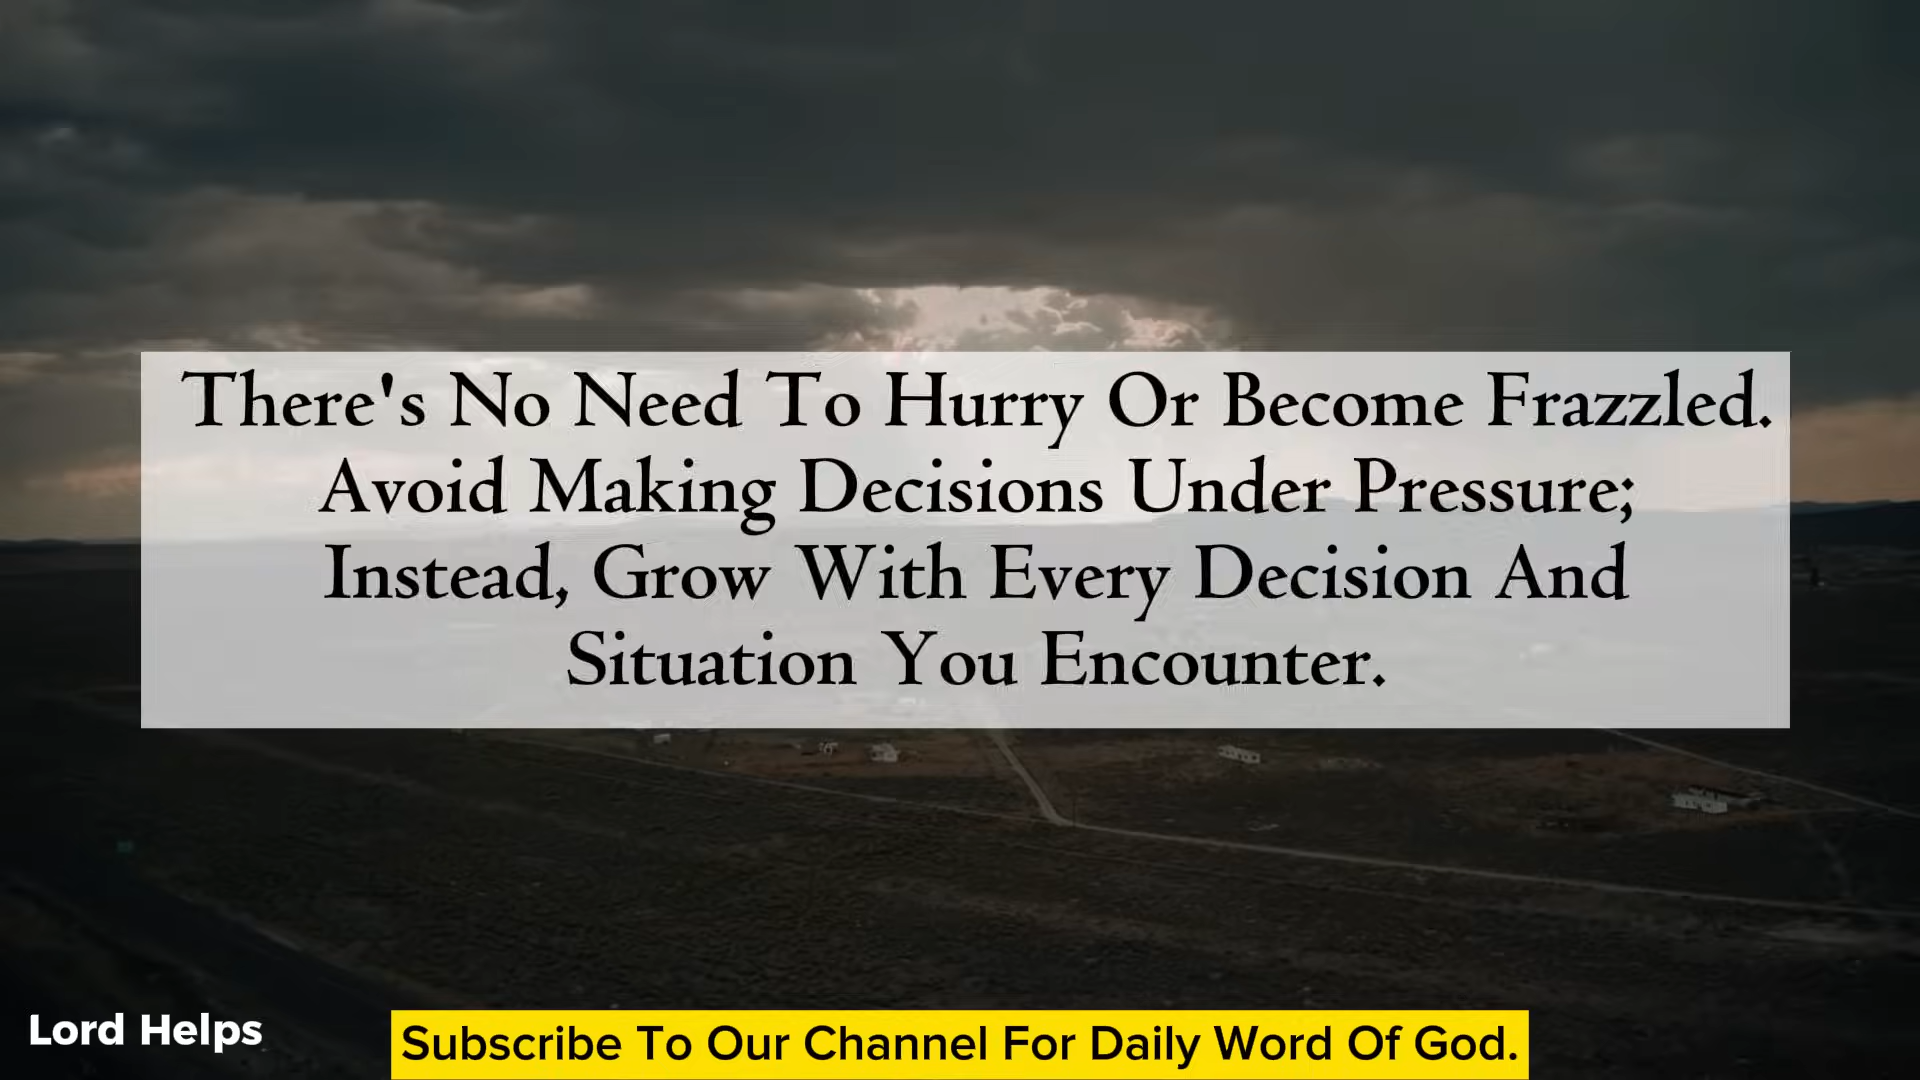 There's No Need To Hurry Or Become Frazzled.
Avoid Making Decisions Under Pressure;
Instead, Grow With Every Decision And
Situation You Encounter.
Lord Helps
Subscribe To Our Channel For Daily Word Of God.